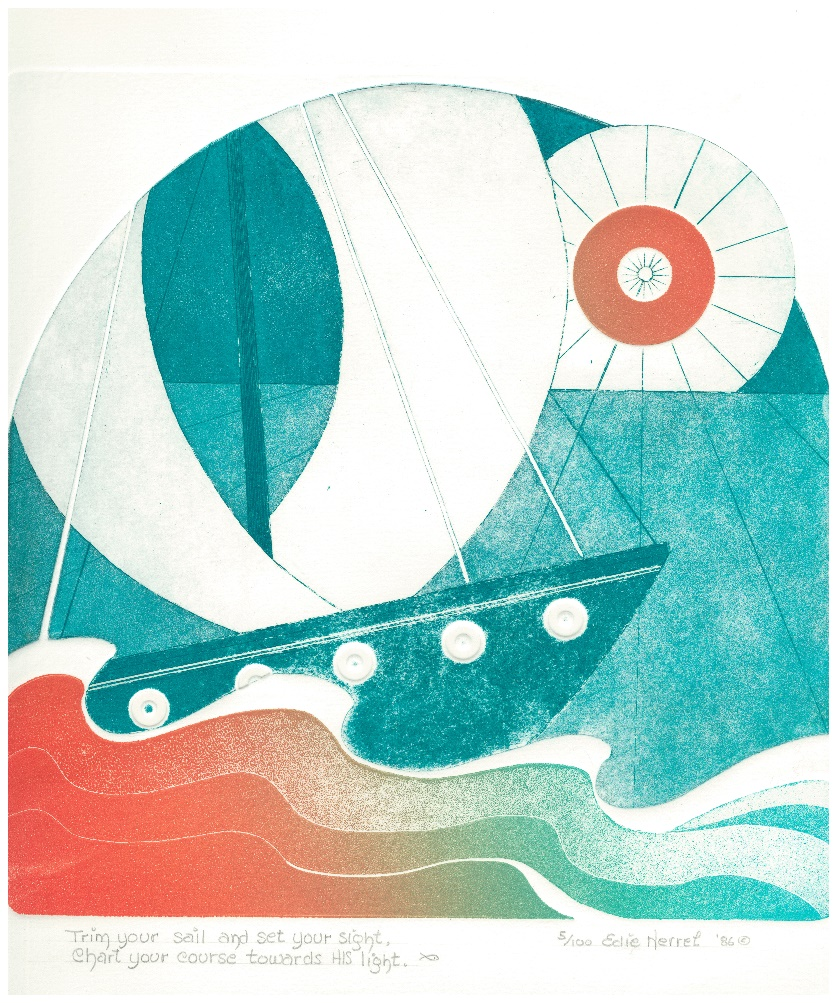 Trim your sail and set your sight,
Chart your course towards HIS light.
5/100 Edie Herret '86 ©